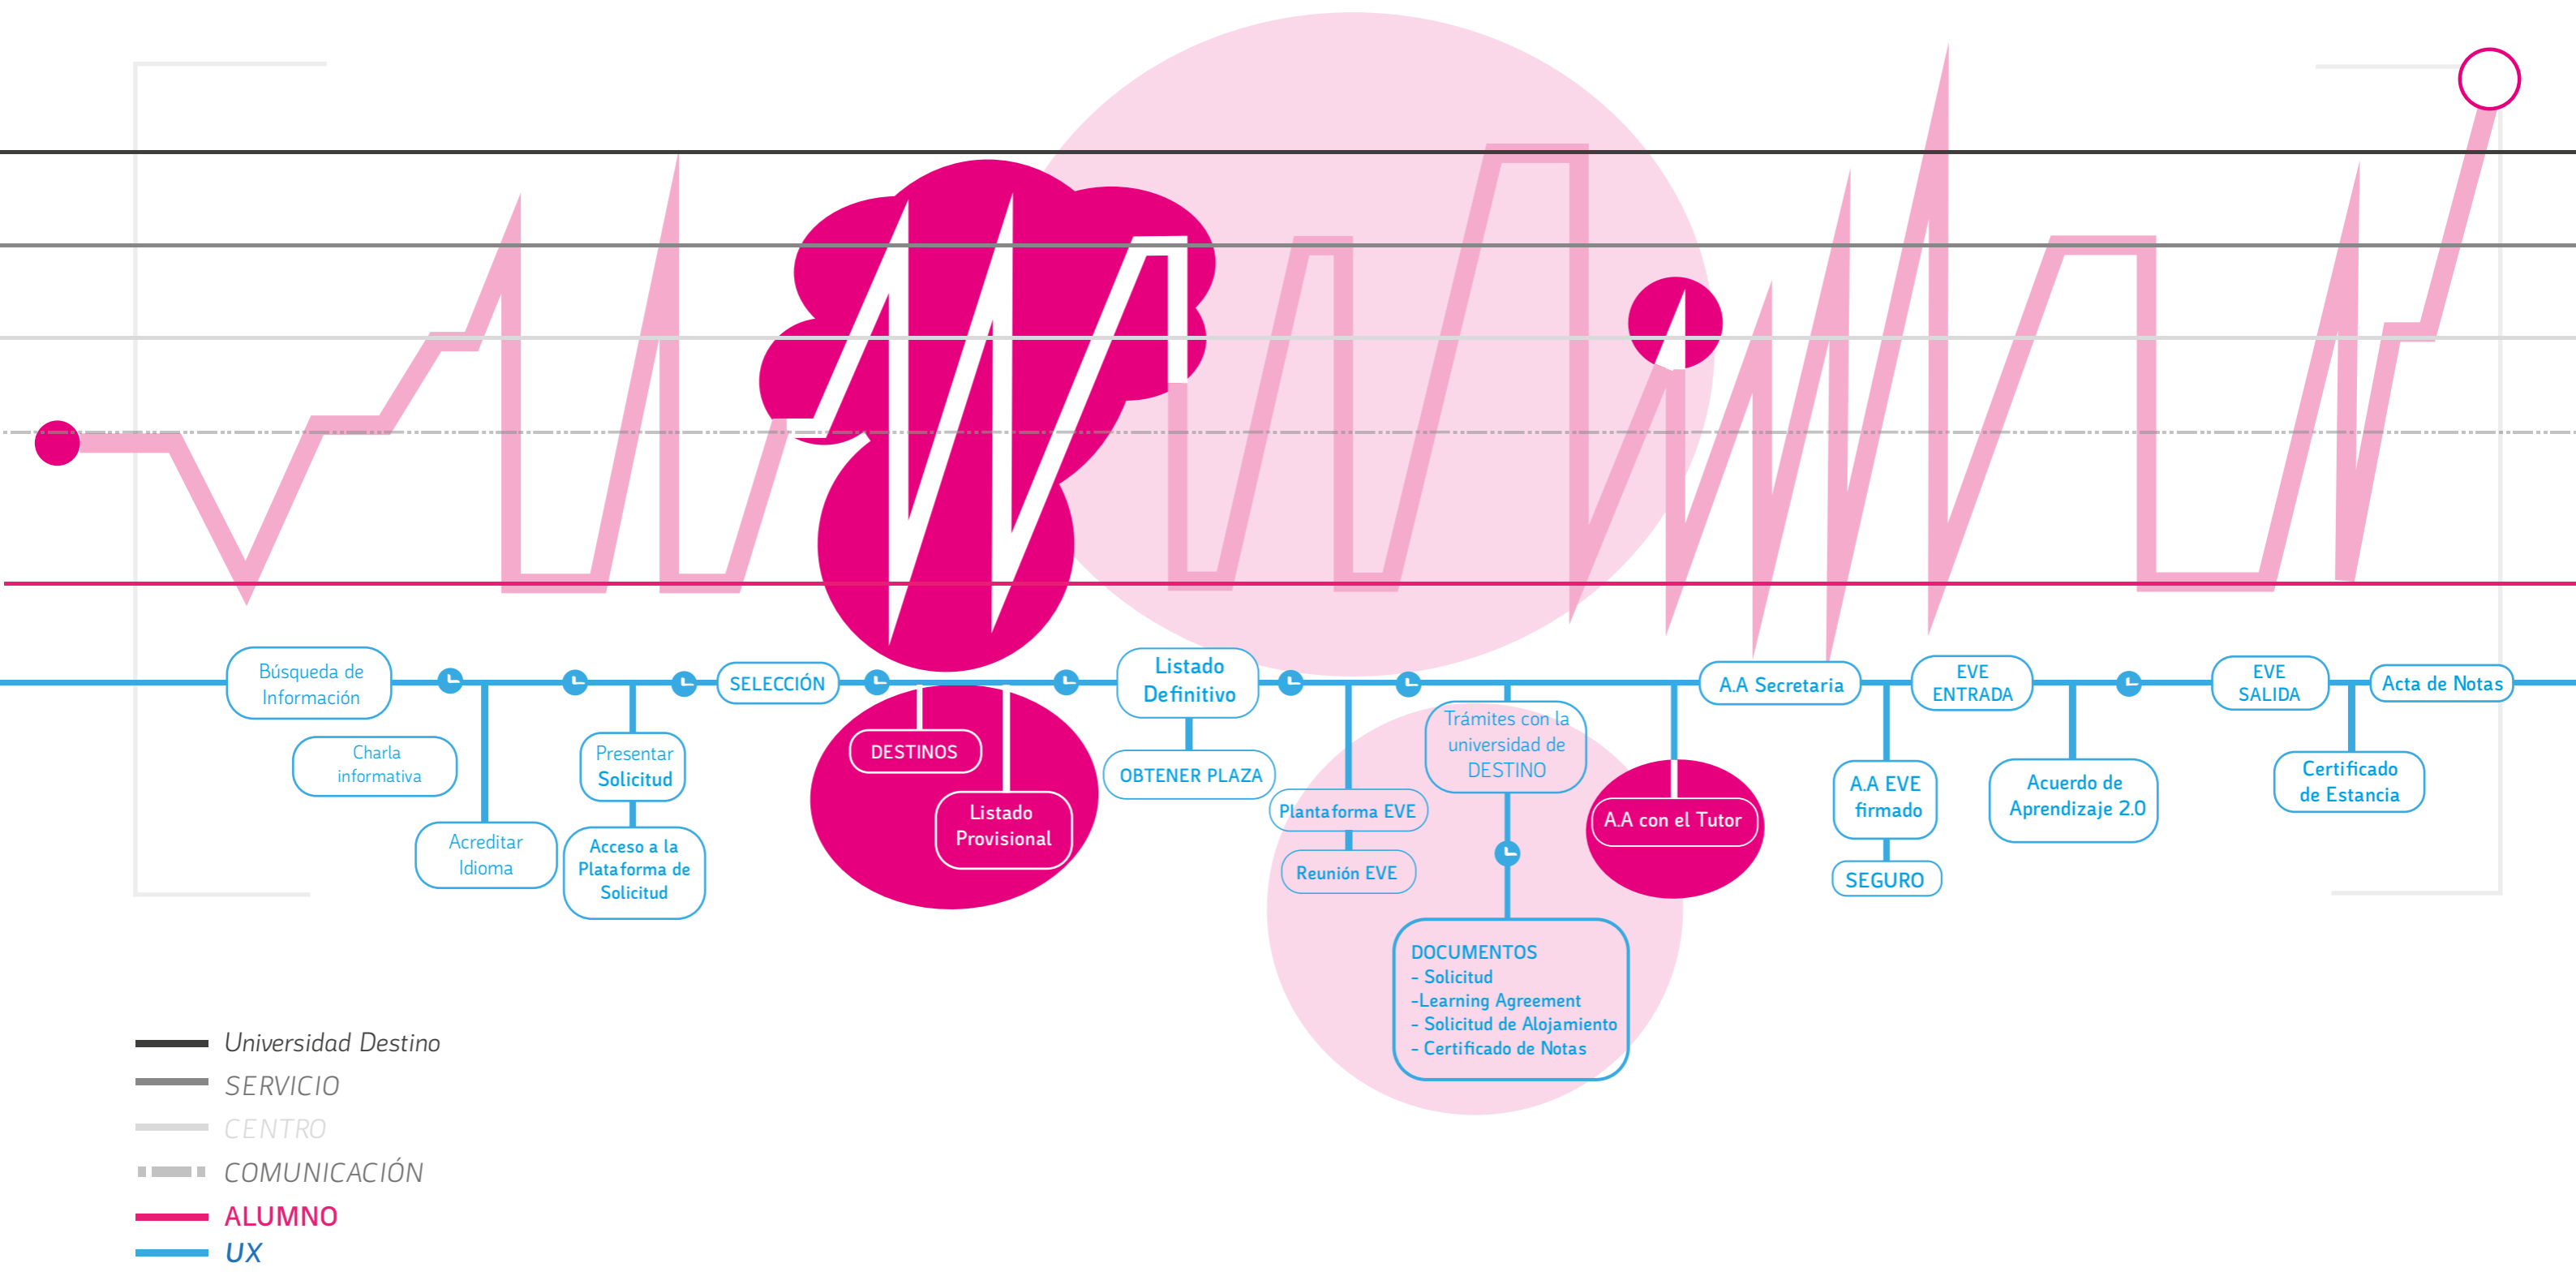 Búsqueda de
Información
Charla
informativa
Acreditar
Idioma
Presentar
Solicitud
Acceso a la
Plataforma de
Solicitud
SELECCIÓN
DESTINOS
Listado
Provisional
Listado
Definitivo
OBTENER PLAZA
Plantaforma EVE
Reunión EVE
Trámites con la
universidad de
DESTINO
DOCUMENTOS
- Solicitud
-Learning Agreement
- Solicitud de Alojamiento
- Certificado de Notas
A.A con el Tutor
A.A Secretaria
A.A EVE
firmado
SEGURO
EVE
ENTRADA
Acuerdo de
Aprendizaje 2.0
EVE
SALIDA
Certificado
de Estancia
Acta de Notas
Universidad Destino
SERVICIO
CENTRO
COMUNICACIÓN
ALUMNO
UX